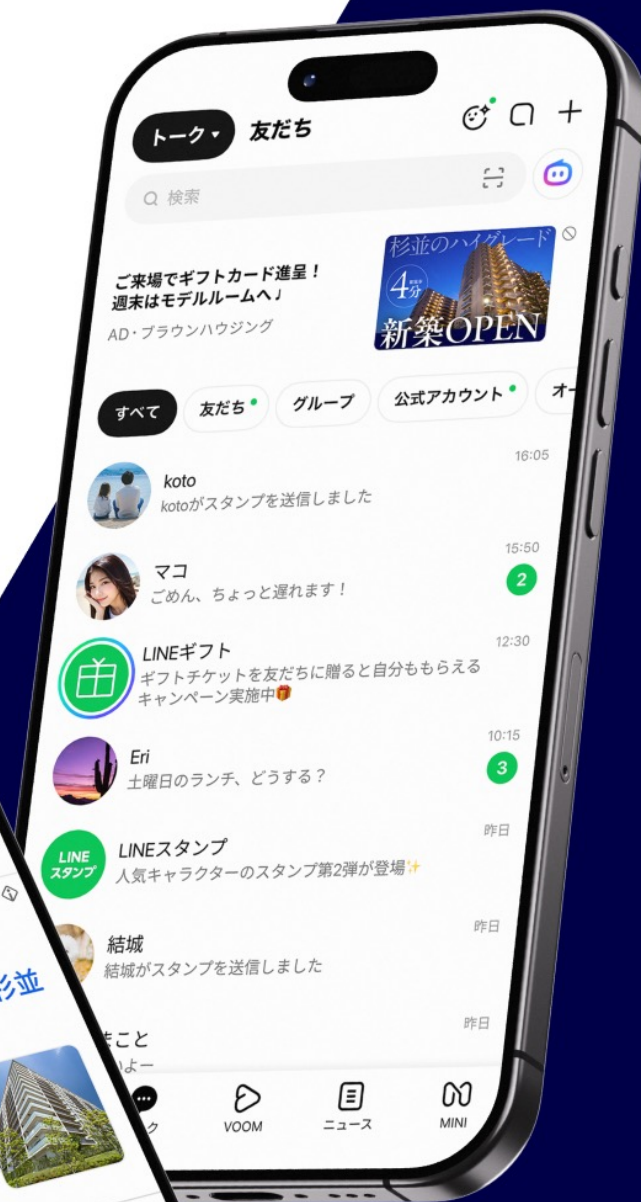 トーク 友だち
検索
ご来場でギフトカード進呈！
週末はモデルルームへ♩
AD・ブラウンハウジング
杉並のハイグレード
4分
新築OPEN
すべて 友だち グループ 公式アカウント オー
koto 16:05
kotoがスタンプを送信しました
マコ 15:50
ごめん、ちょっと遅れます！ 2
LINEギフト 12:30
ギフトチケットを友だちに贈ると自分ももらえる
キャンペーン実施中🎁
Eri 10:15
土曜日のランチ、どうする？ 3
LINEスタンプ 昨日
人気キャラクターのスタンプ第2弾が登場✨
LINE
スタンプ
結城 昨日
結城がスタンプを送信しました
まこと 昨日
いよー
ク VOOM ニュース MINI
杉並